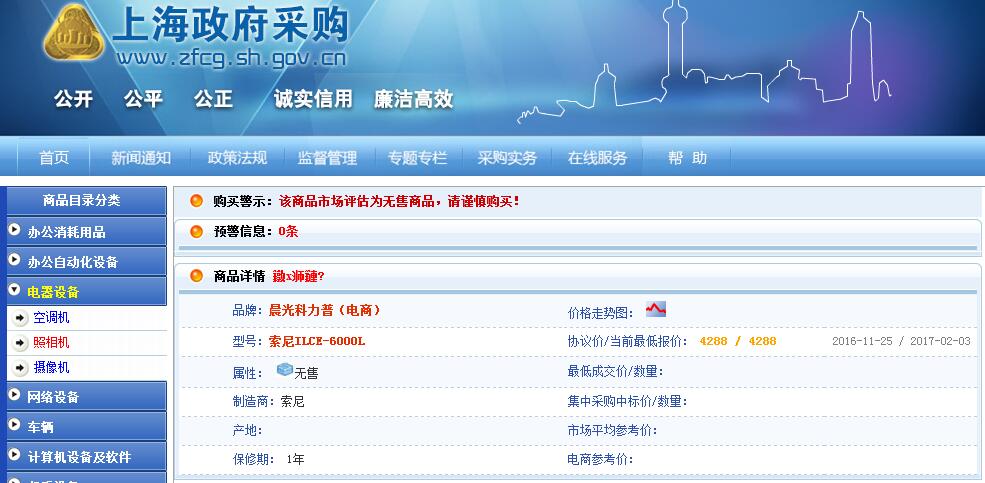 上海政府采购
www.zfcg.sh.gov.cn
公开 公平 公正 诚实信用 廉洁高效
首页 新闻通知 政策法规 监督管理 专题专栏 采购实务 在线服务 帮 助
商品目录分类
办公消耗用品
办公自动化设备
电器设备
空调机
照相机
摄像机
网络设备
车辆
计算机设备及软件
购买警示：该商品市场评估为无售商品，请谨慎购买！
预警信息：0条
商品详情
品牌：晨光科力普（电商） 价格走势图：
型号：索尼ILCE-6000L 协议价/当前最低报价： 4288 / 4288 2016-11-25 / 2017-02-03
属性： 无售 最低成交价/数量：
制造商：索尼 集中采购中标价/数量：
产地： 市场平均参考价：
保修期： 1年 电商参考价：